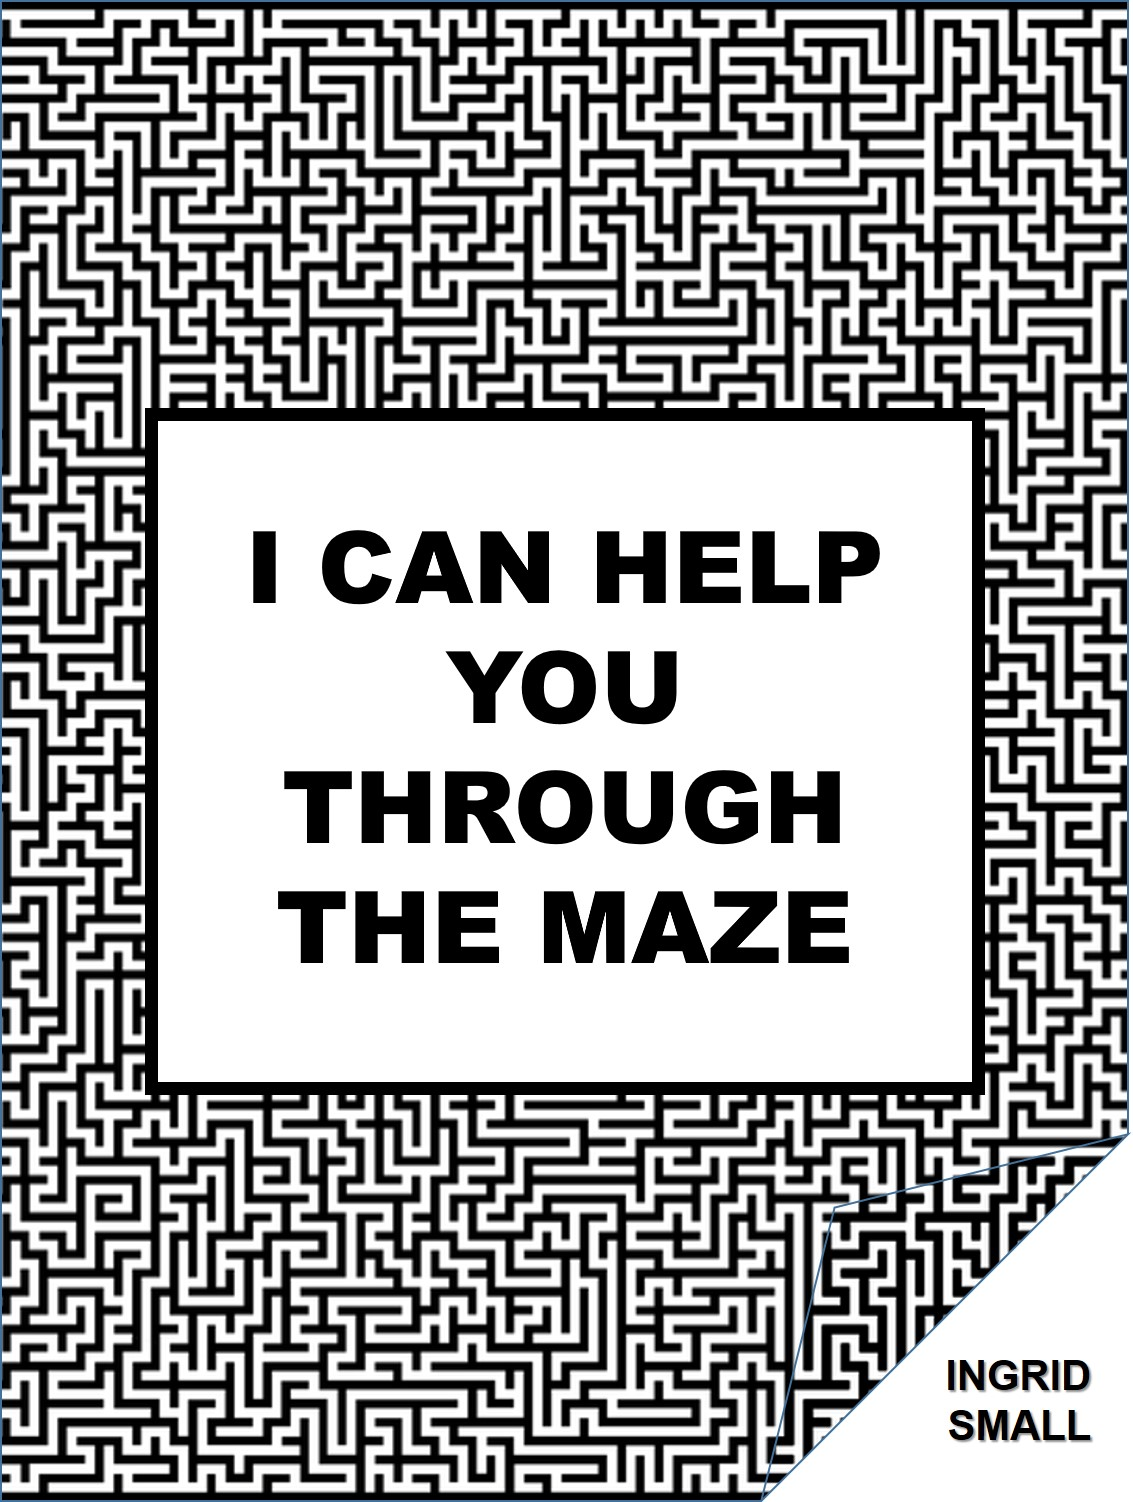 I CAN HELP
YOU
THROUGH
THE MAZE
INGRID
SMALL